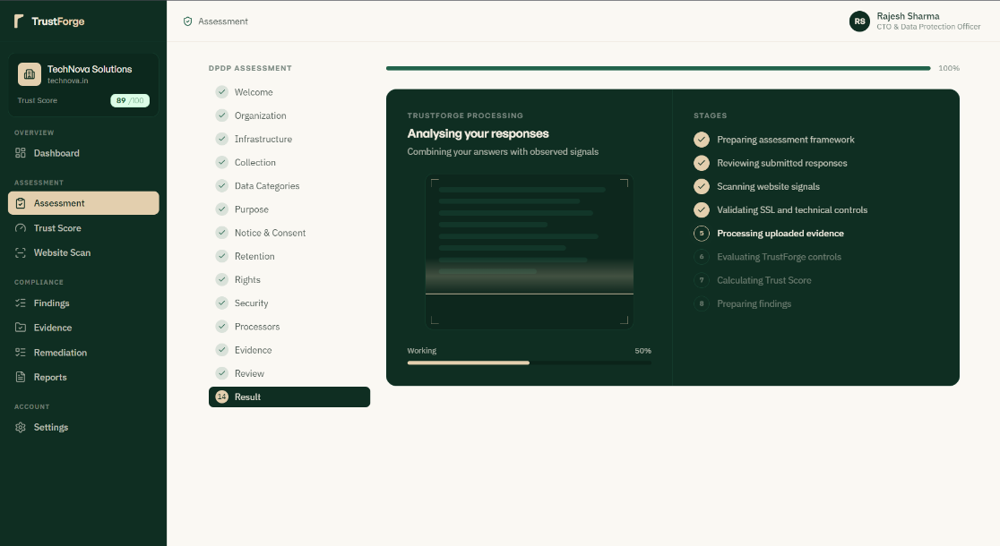 TrustForge
TechNova Solutions
technova.in
Trust Score
89 /100
OVERVIEW
Dashboard
ASSESSMENT
Assessment
Trust Score
Website Scan
COMPLIANCE
Findings
Evidence
Remediation
Reports
ACCOUNT
Settings
Assessment
RS
Rajesh Sharma
CTO & Data Protection Officer
DPDP ASSESSMENT
Welcome
Organization
Infrastructure
Collection
Data Categories
Purpose
Notice & Consent
Retention
Rights
Security
Processors
Evidence
Review
14 Result
100%
TRUSTFORGE PROCESSING
Analysing your responses
Combining your answers with observed signals
Working 50%
STAGES
Preparing assessment framework
Reviewing submitted responses
Scanning website signals
Validating SSL and technical controls
5 Processing uploaded evidence
6 Evaluating TrustForge controls
7 Calculating Trust Score
8 Preparing findings